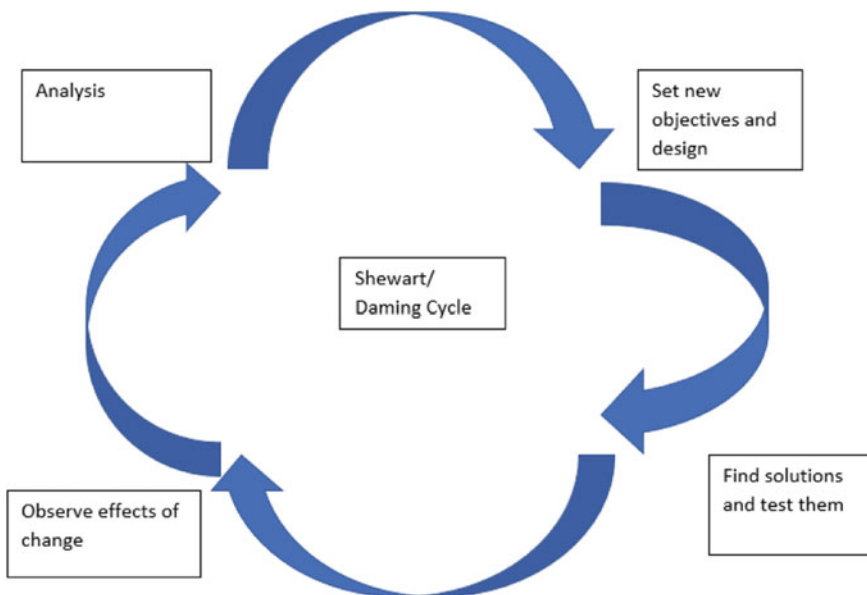 Analysis
Set new
objectives and
design
Shewart/
Daming Cycle
Find solutions
and test them
Observe effects of
change